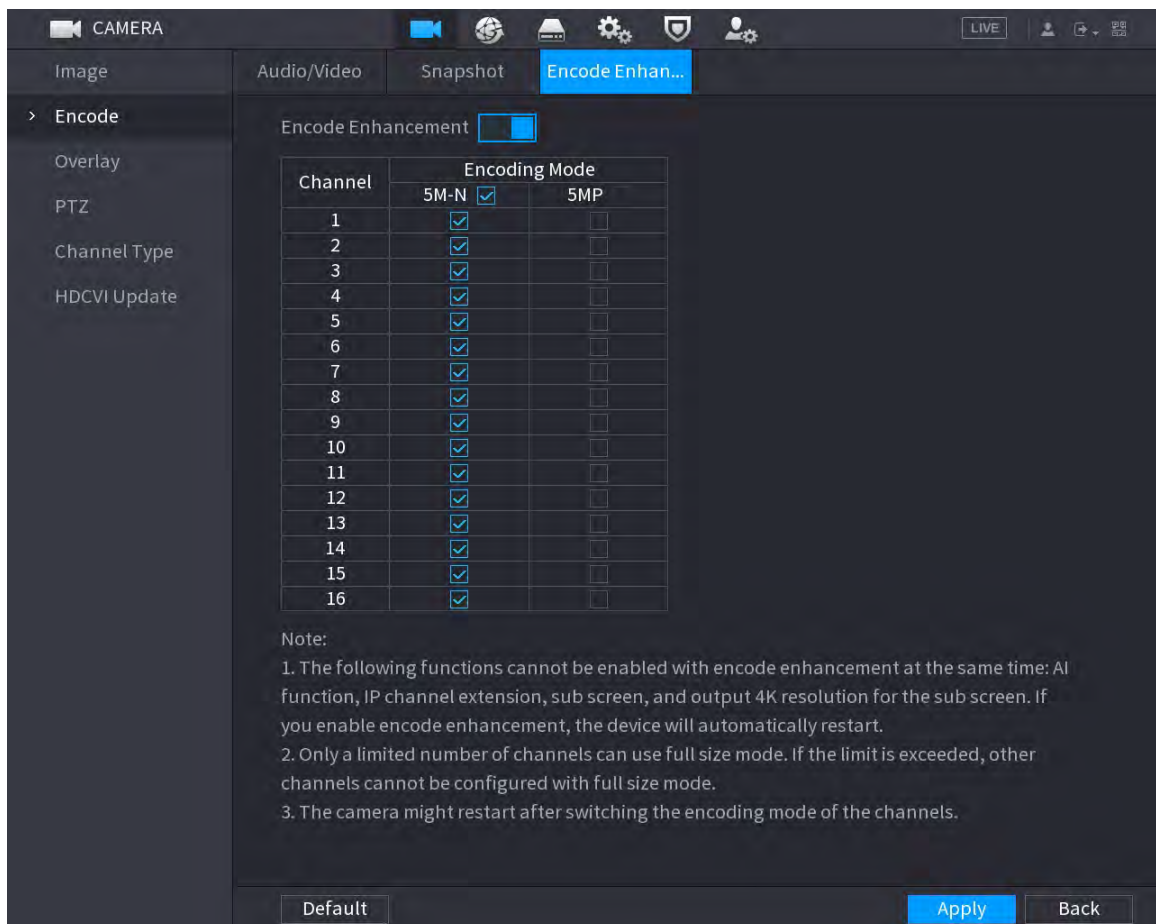 CAMERA
LIVE
Image
Encode
Overlay
PTZ
Channel Type
HDCVI Update
Audio/Video
Snapshot
Encode Enhan...
Encode Enhancement
Channel
Encoding Mode
5M-N
5MP
1
2
3
4
5
6
7
8
9
10
11
12
13
14
15
16
Note:
1. The following functions cannot be enabled with encode enhancement at the same time: AI
function, IP channel extension, sub screen, and output 4K resolution for the sub screen. If
you enable encode enhancement, the device will automatically restart.
2. Only a limited number of channels can use full size mode. If the limit is exceeded, other
channels cannot be configured with full size mode.
3. The camera might restart after switching the encoding mode of the channels.
Default
Apply
Back